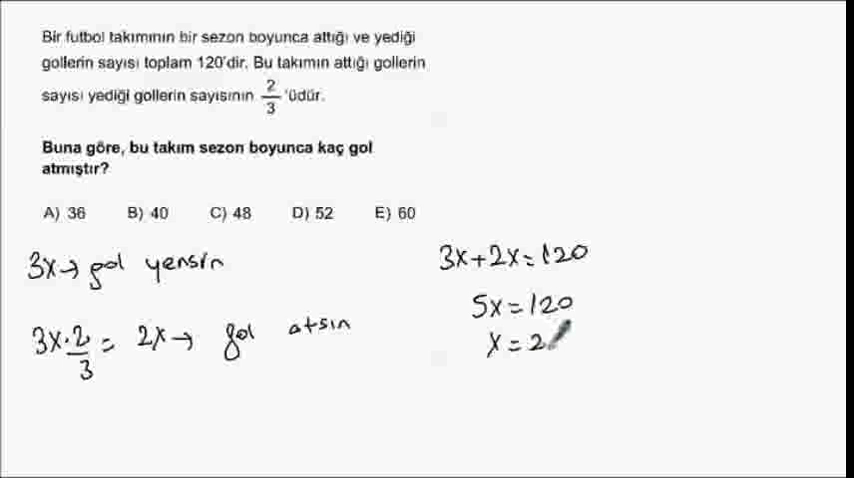 Bir futbol takımının bir sezon boyunca attığı ve yediği
gollerin sayısı toplam 120'dir. Bu takımın attığı gollerin
sayısı yediği gollerin sayısının 2/3 'üdür.
Buna göre, bu takım sezon boyunca kaç gol
atmıştır?
A) 36 B) 40 C) 48 D) 52 E) 60
3x→ gol yensin
3x·2/3 = 2x→ gol atsın
3x+2x=120
5x=120
x=2